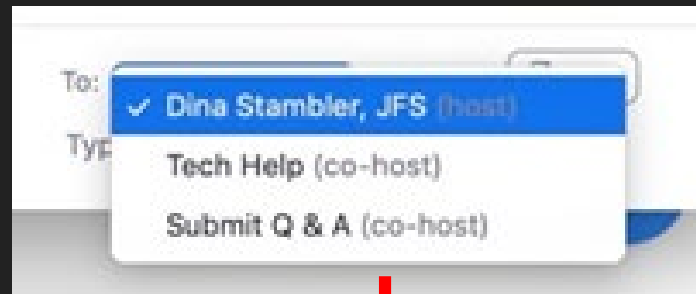 To:
✓ Dina Stambler, JFS (host)
Typ
Tech Help (co-host)
Submit Q & A (co-host)